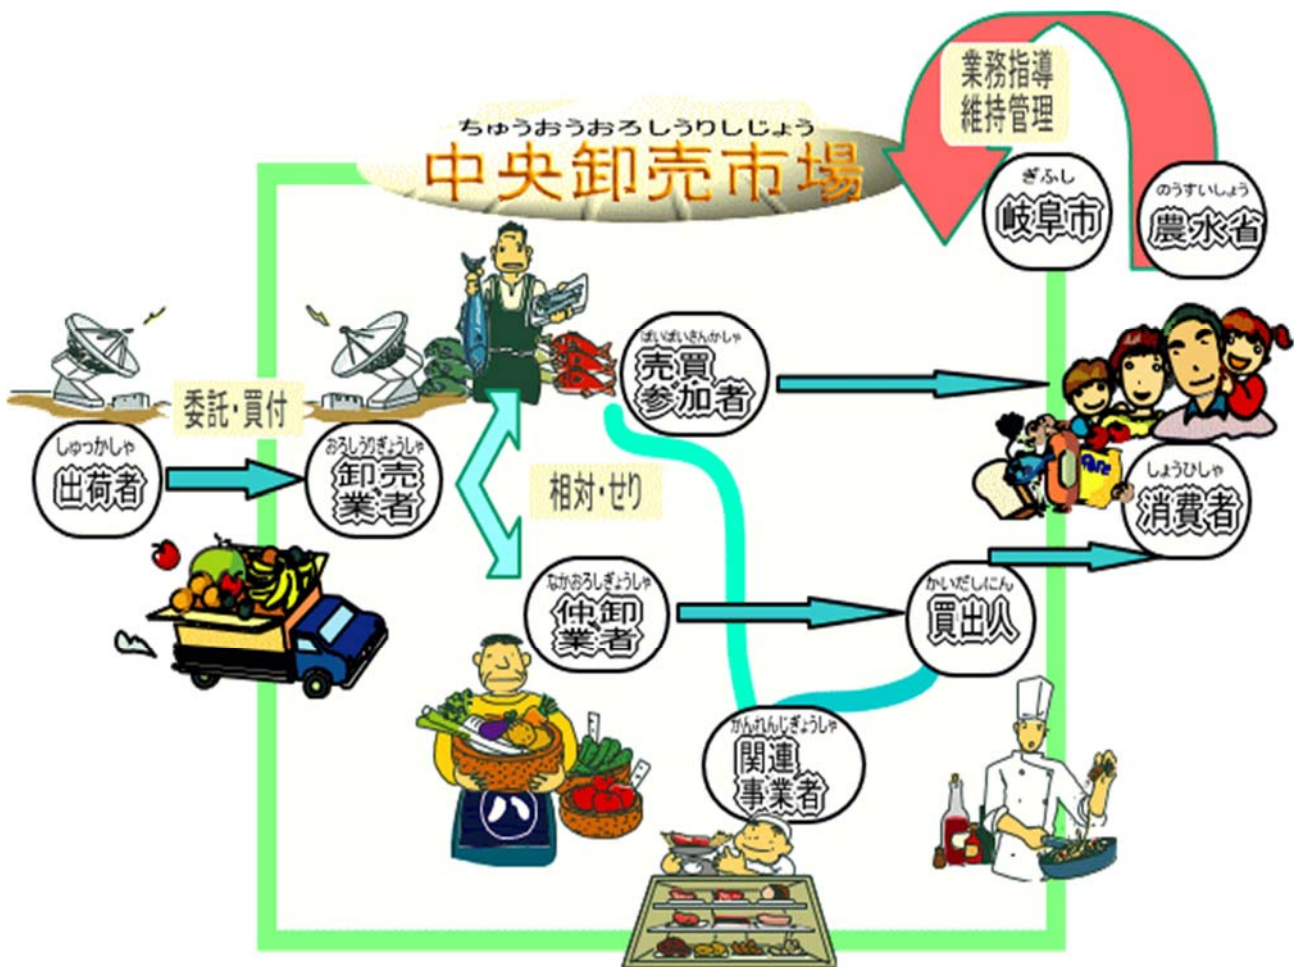 業務指導
維持管理
ちゅうおうおろしうりしじょう
中央卸売市場
ぎふし
岐阜市
のうすいしょう
農水省
ばいばいさんかしゃ
売買
参加者
委託・買付
しゅっかしゃ
出荷者
おろしうりぎょうしゃ
卸売
業者
相対・せり
しょうひしゃ
消費者
なかおろしぎょうしゃ
仲卸
業者
かいだしにん
買出人
かんれんじぎょうしゃ
関連
事業者